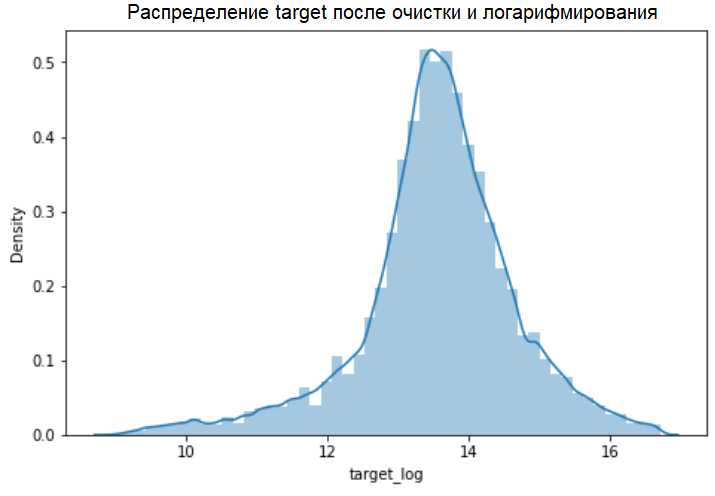 Распределение target после очистки и логарифмирования
0.5
0.4
0.3
0.2
0.1
0.0
Density
10 12 14 16
target_log